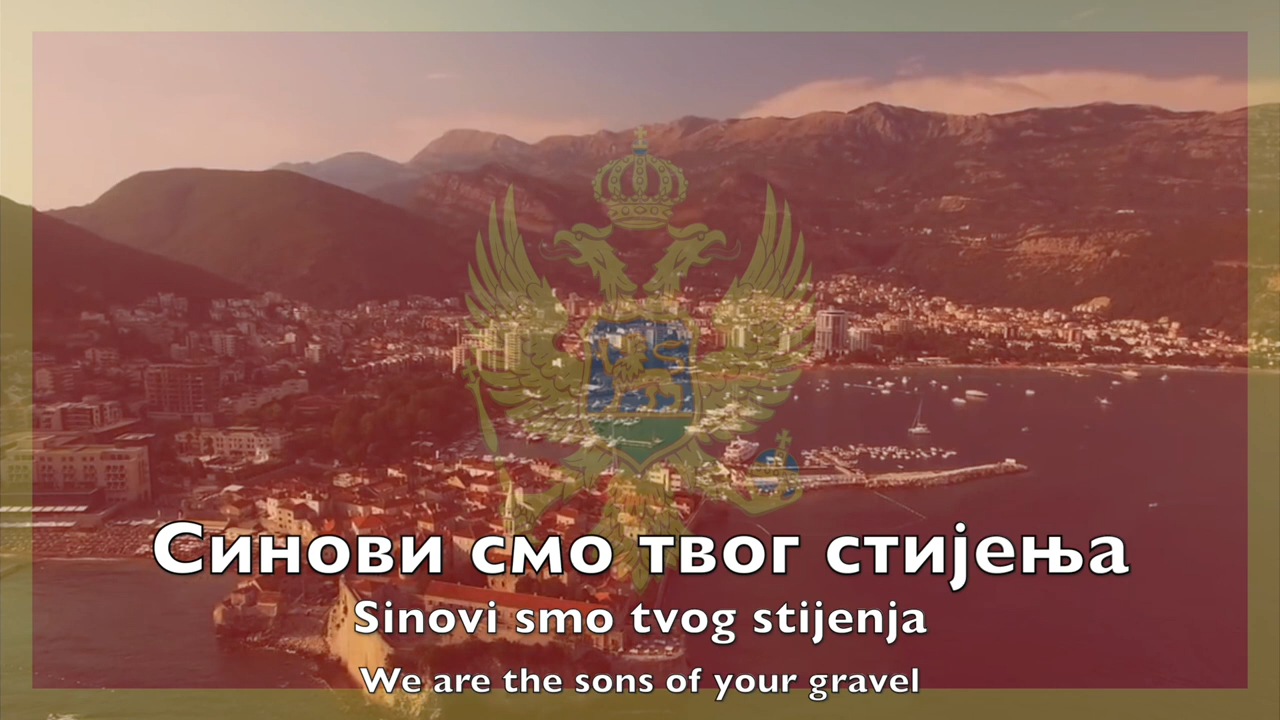 Синови смо твог стијења
Sinovi smo tvog stijenja
We are the sons of your gravel